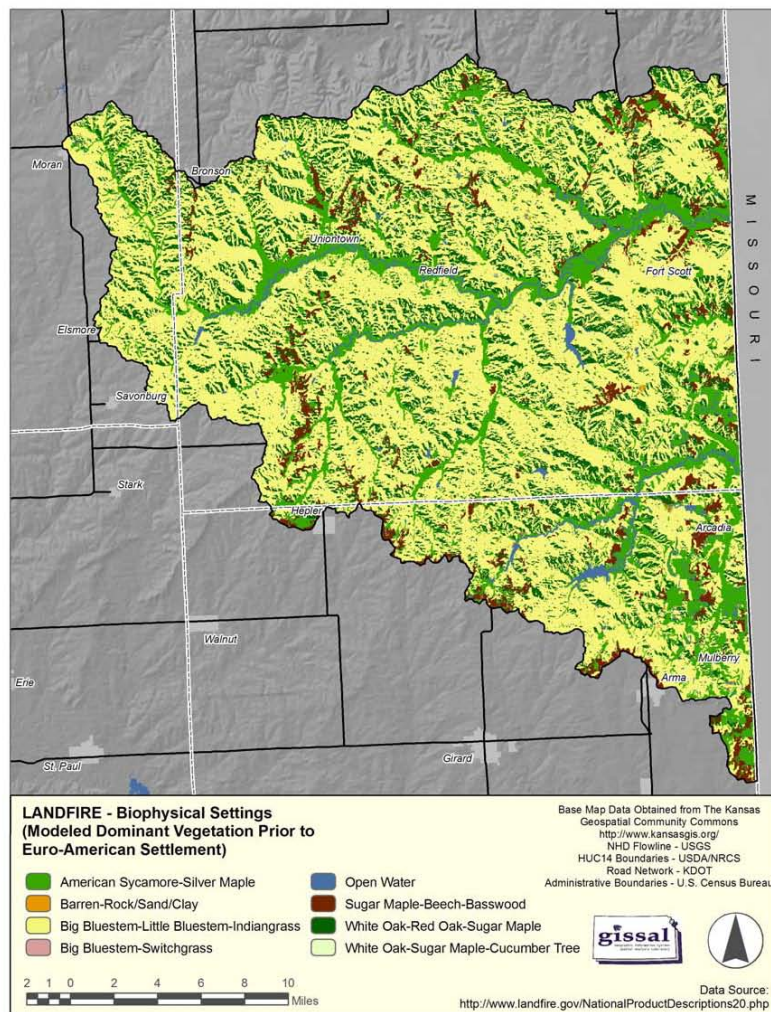 Moran
Bronson
MISSOURI
Uniontown
Redfield
Fort Scott
Elsmore
Savonburg
Stark
Hepler
Arcadia
Walnut
Mulberry
Erie
Arma
St. Paul
Girard
LANDFIRE - Biophysical Settings
(Modeled Dominant Vegetation Prior to
Euro-American Settlement)
American Sycamore-Silver Maple
Barren-Rock/Sand/Clay
Big Bluestem-Little Bluestem-Indiangrass
Big Bluestem-Switchgrass
Open Water
Sugar Maple-Beech-Basswood
White Oak-Red Oak-Sugar Maple
White Oak-Sugar Maple-Cucumber Tree
2 1 0 2 4 6 8 10
Miles
Base Map Data Obtained from The Kansas
Geospatial Community Commons
http://www.kansasgis.org/
NHD Flowline - USGS
HUC14 Boundaries - USDA/NRCS
Road Network - KDOT
Administrative Boundaries - U.S. Census Bureau
gissal
Data Source:
http://www.landfire.gov/NationalProductDescriptions20.php